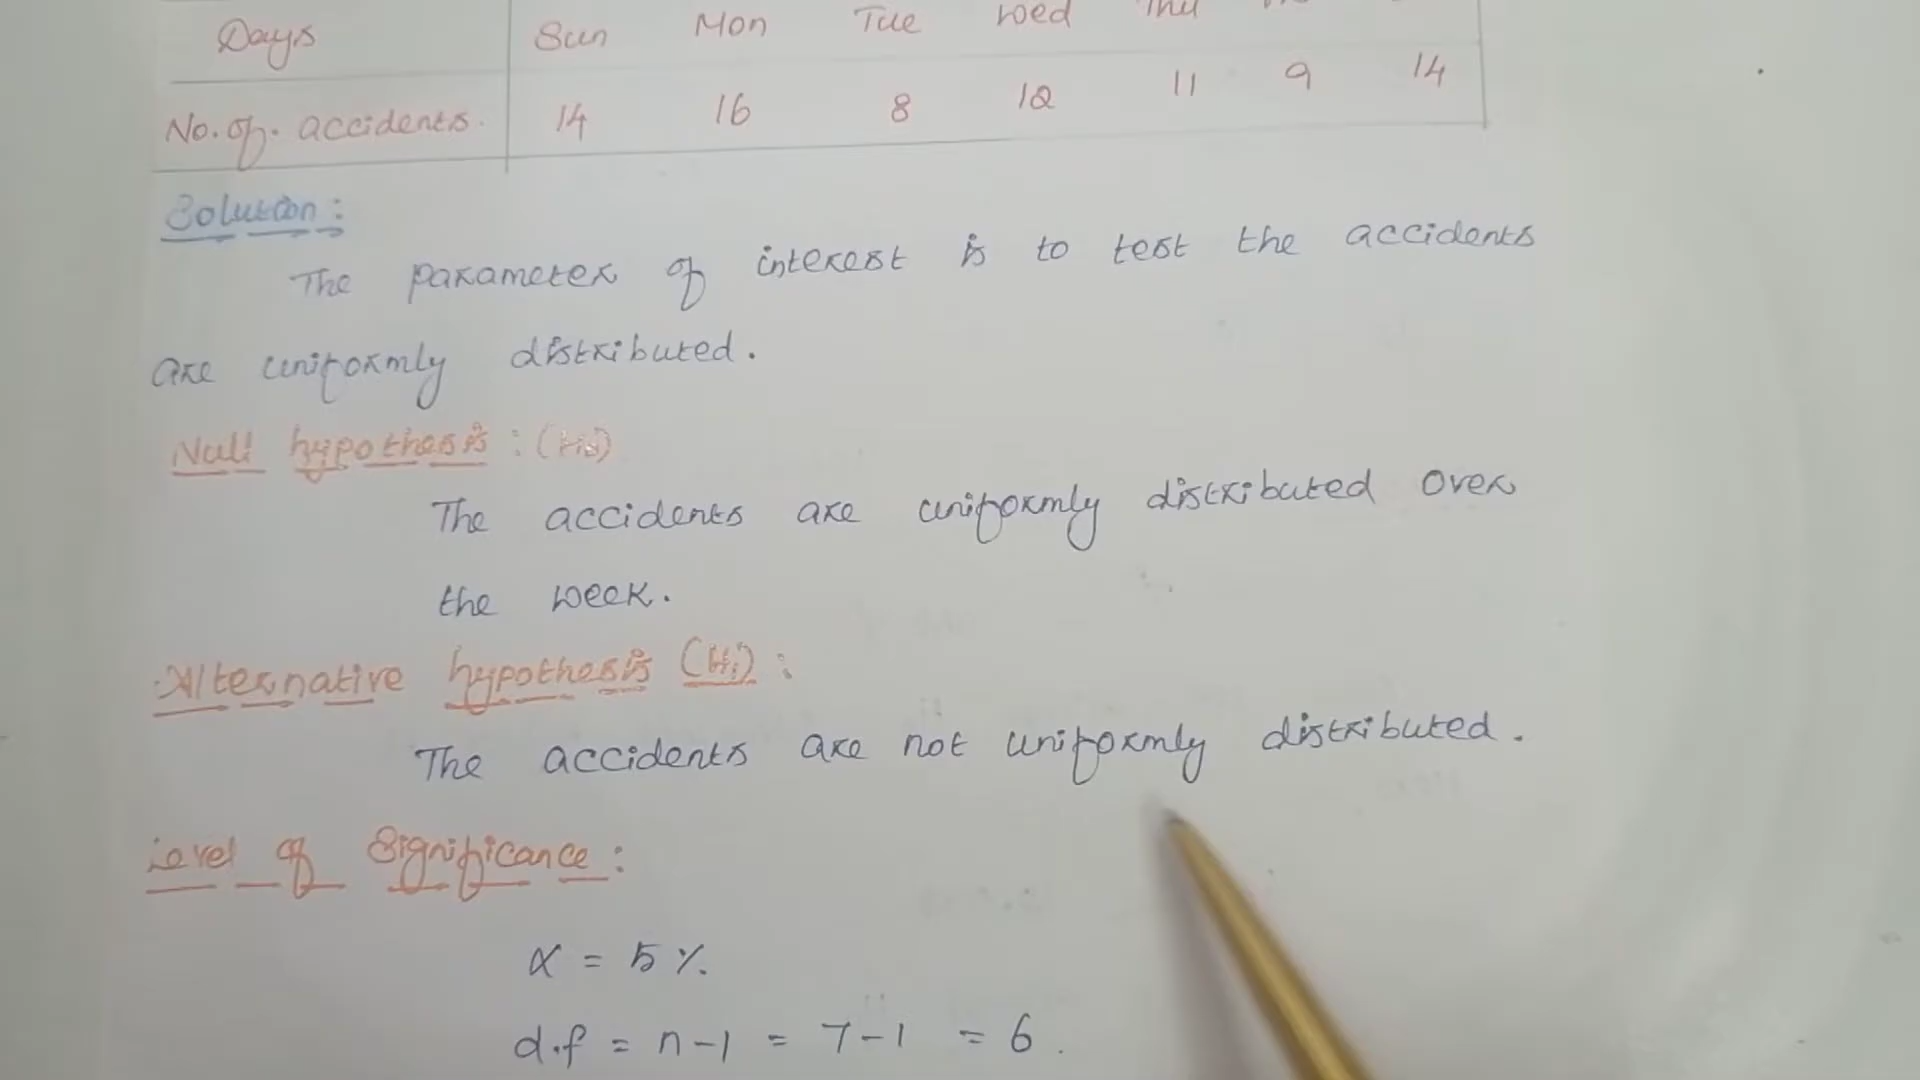 Days Sun Mon Tue Wed Thu
No. of. accidents. 14 16 8 12 11 9 14
Solution:
The parameter of interest is to test the accidents
are uniformly distributed.
Null hypothesis: (H₀)
The accidents are uniformly distributed over
the week.
Alternative hypothesis (H₁):
The accidents are not uniformly distributed.
Level of Significance:
α = 5%.
d.f = n-1 = 7-1 = 6.